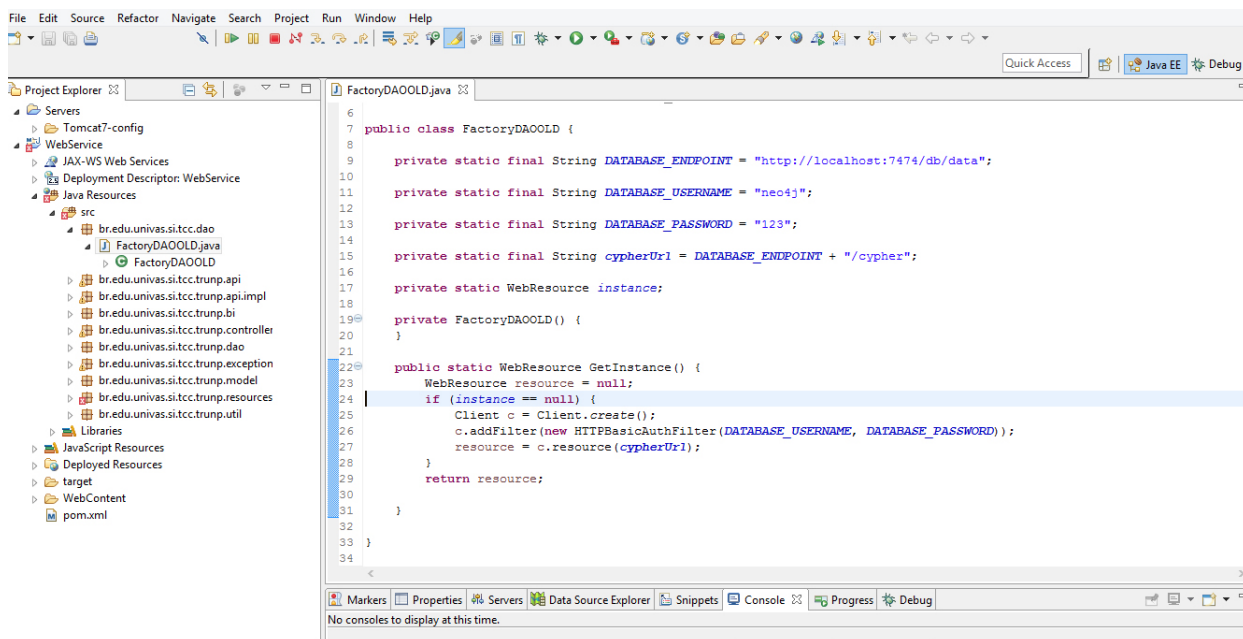 File Edit Source Refactor Navigate Search Project Run Window Help
Quick Access
Java EE
Debug
Project Explorer
Servers
Tomcat7-config
WebService
JAX-WS Web Services
Deployment Descriptor: WebService
Java Resources
src
br.edu.univas.si.tcc.dao
FactoryDAOOLD.java
FactoryDAOOLD
br.edu.univas.si.tcc.trunp.api
br.edu.univas.si.tcc.trunp.api.impl
br.edu.univas.si.tcc.trunp.bi
br.edu.univas.si.tcc.trunp.controller
br.edu.univas.si.tcc.trunp.dao
br.edu.univas.si.tcc.trunp.exception
br.edu.univas.si.tcc.trunp.model
br.edu.univas.si.tcc.trunp.resources
br.edu.univas.si.tcc.trunp.util
Libraries
JavaScript Resources
Deployed Resources
target
WebContent
pom.xml
FactoryDAOOLD.java
6
7 public class FactoryDAOOLD {
8
9 private static final String DATABASE_ENDPOINT = "http://localhost:7474/db/data";
10
11 private static final String DATABASE_USERNAME = "neo4j";
12
13 private static final String DATABASE_PASSWORD = "123";
14
15 private static final String cypherUrl = DATABASE_ENDPOINT + "/cypher";
16
17 private static WebResource instance;
18
19 private FactoryDAOOLD() {
20 }
21
22 public static WebResource GetInstance() {
23 WebResource resource = null;
24 if (instance == null) {
25 Client c = Client.create();
26 c.addFilter(new HTTPBasicAuthFilter(DATABASE_USERNAME, DATABASE_PASSWORD));
27 resource = c.resource(cypherUrl);
28 }
29 return resource;
30
31 }
32
33 }
34
Markers Properties Servers Data Source Explorer Snippets Console Progress Debug
No consoles to display at this time.